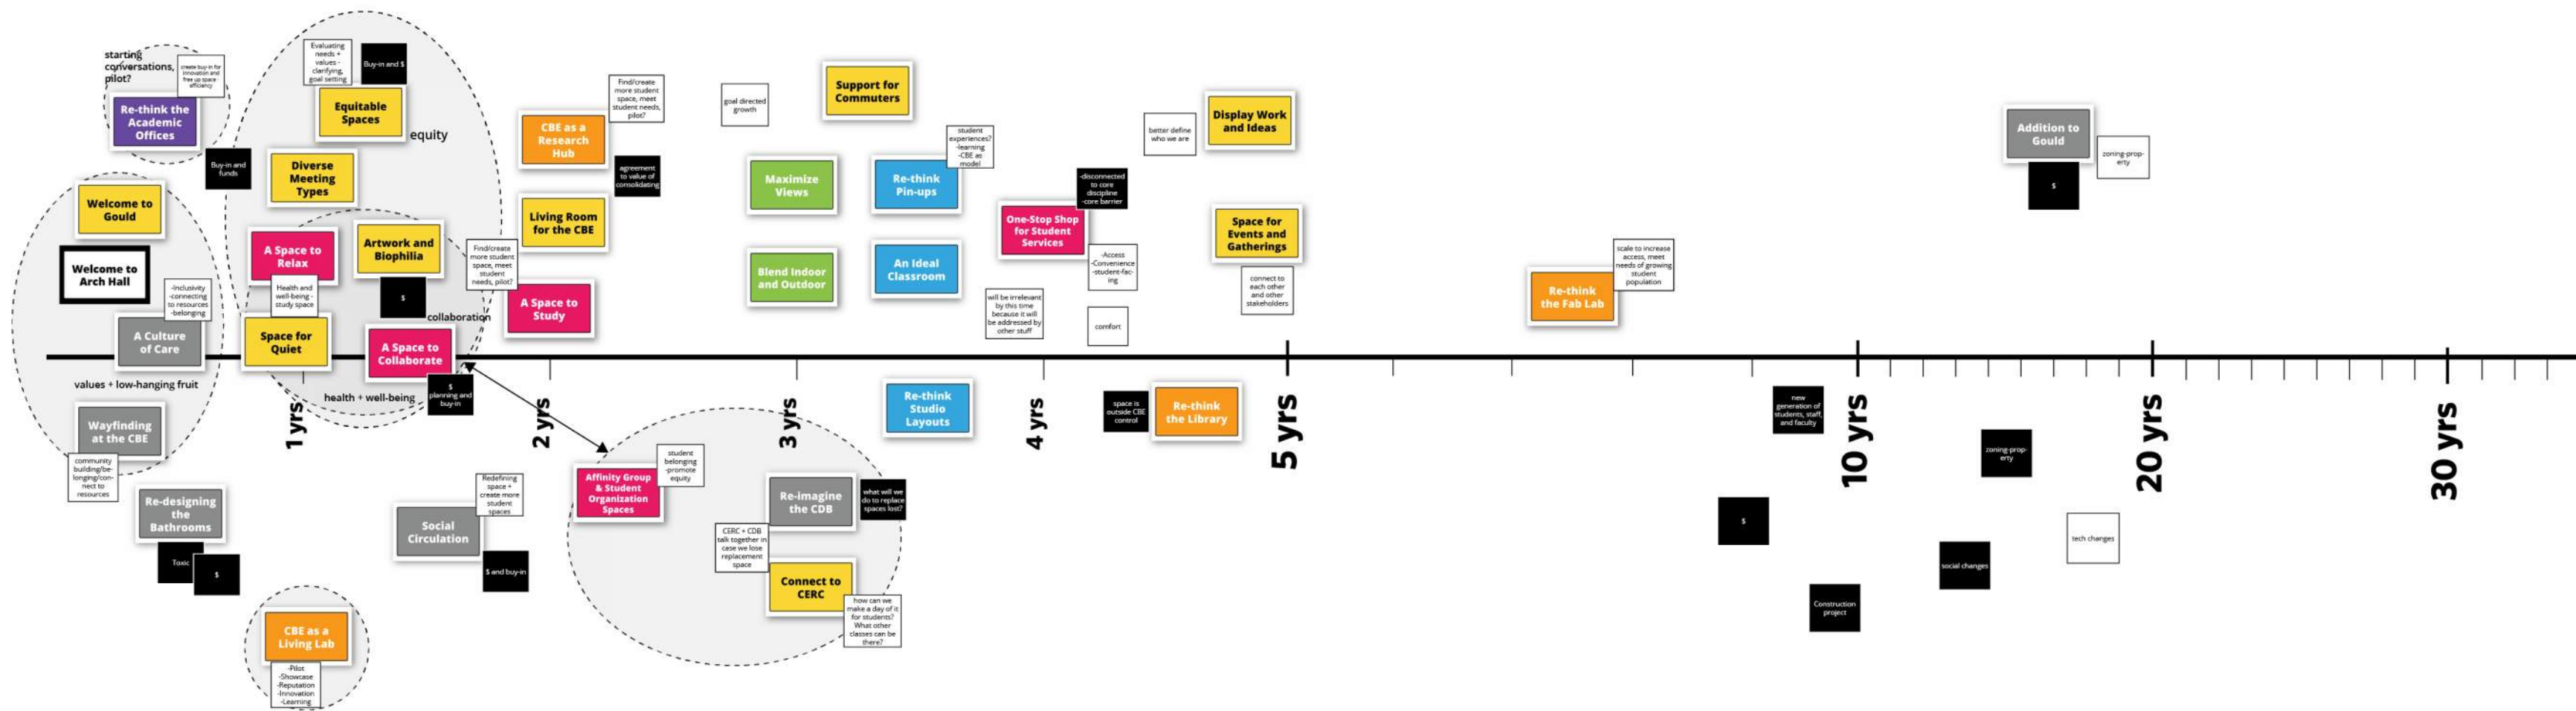 starting
conversations,
pilot?
create buy-in for
innovation and
free up space
efficiency
Re-think the
Academic
Offices
Buy-in and
funds
Evaluating
needs +
values -
clarifying,
goal setting
Buy-in and $
Equitable
Spaces
equity
Diverse
Meeting
Types
Welcome to
Gould
Welcome to
Arch Hall
-Inclusivity
-connecting
to resources
-belonging
A Culture
of Care
values + low-hanging fruit
Wayfinding
at the CBE
community
building/be-
longing/con-
nect to
resources
A Space to
Relax
Health and
well-being -
study space
Artwork and
Biophilia
$
collaboration
Space for
Quiet
A Space to
Collaborate
$
planning and
buy-in
health + well-being
Find/create
more student
space, meet
student needs,
pilot?
CBE as a
Research
Hub
agreement
to value of
consolidating
Living Room
for the CBE
Find/create
more student
space, meet
student
needs, pilot?
A Space to
Study
goal directed
growth
Support for
Commuters
Maximize
Views
Blend Indoor
and Outdoor
student
experiences?
-learning
-CBE as
model
Re-think
Pin-ups
An Ideal
Classroom
-disconnected
to core
discipline
-core barrier
One-Stop Shop
for Student
Services
-Access
-Convenience
-student-fac-
ing
will be irrelevant
by this time
because it will
be addressed by
other stuff
comfort
better define
who we are
Display Work
and Ideas
Space for
Events and
Gatherings
connect to
each other
and other
stakeholders
scale to increase
access, meet
needs of growing
student
population
Re-think
the Fab Lab
Addition to
Gould
zoning-prop-
erty
$
1 yrs
2 yrs
3 yrs
4 yrs
5 yrs
10 yrs
20 yrs
30 yrs
Re-designing
the
Bathrooms
Toxic
$
CBE as a
Living Lab
-Pilot
-Showcase
-Reputation
-Innovation
-Learning
Redefining
space +
create more
student
spaces
Social
Circulation
$ and buy-in
student
belonging
-promote
equity
Affinity Group
& Student
Organization
Spaces
Re-imagine
the CDB
what will we
do to replace
spaces lost?
CERC + CDB
talk together in
case we lose
replacement
space
Connect to
CERC
how can we
make a day of it
for students?
What other
classes can be
there?
Re-think
Studio
Layouts
space is
outside CBE
control
Re-think
the Library
new
generation of
students, staff,
and faculty
$
Construction
project
zoning-prop-
erty
social changes
tech changes